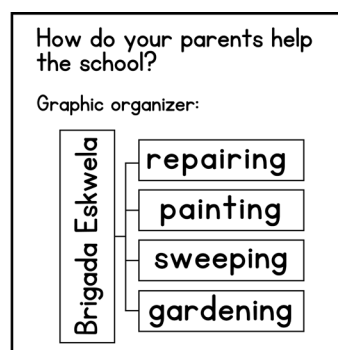 How do your parents help
the school?
Graphic organizer:
Brigada Eskwela
repairing
painting
sweeping
gardening